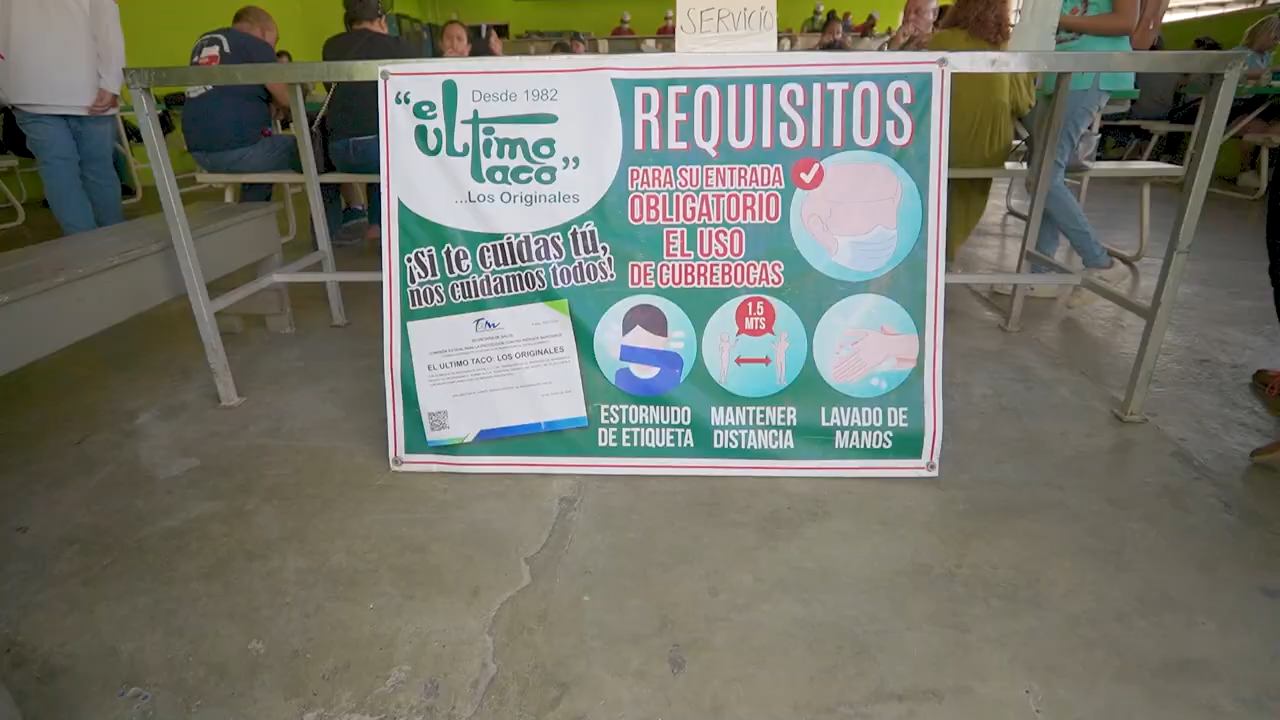 SERVICIO
Desde 1982
“el
ultimo
taco”
...Los Originales
REQUISITOS
PARA SU ENTRADA
OBLIGATORIO
EL USO
DE CUBREBOCAS
¡Si te cuidas tú,
nos cuidamos todos!
EL ULTIMO TACO: LOS ORIGINALES
1.5
MTS
ESTORNUDO
DE ETIQUETA
MANTENER
DISTANCIA
LAVADO DE
MANOS